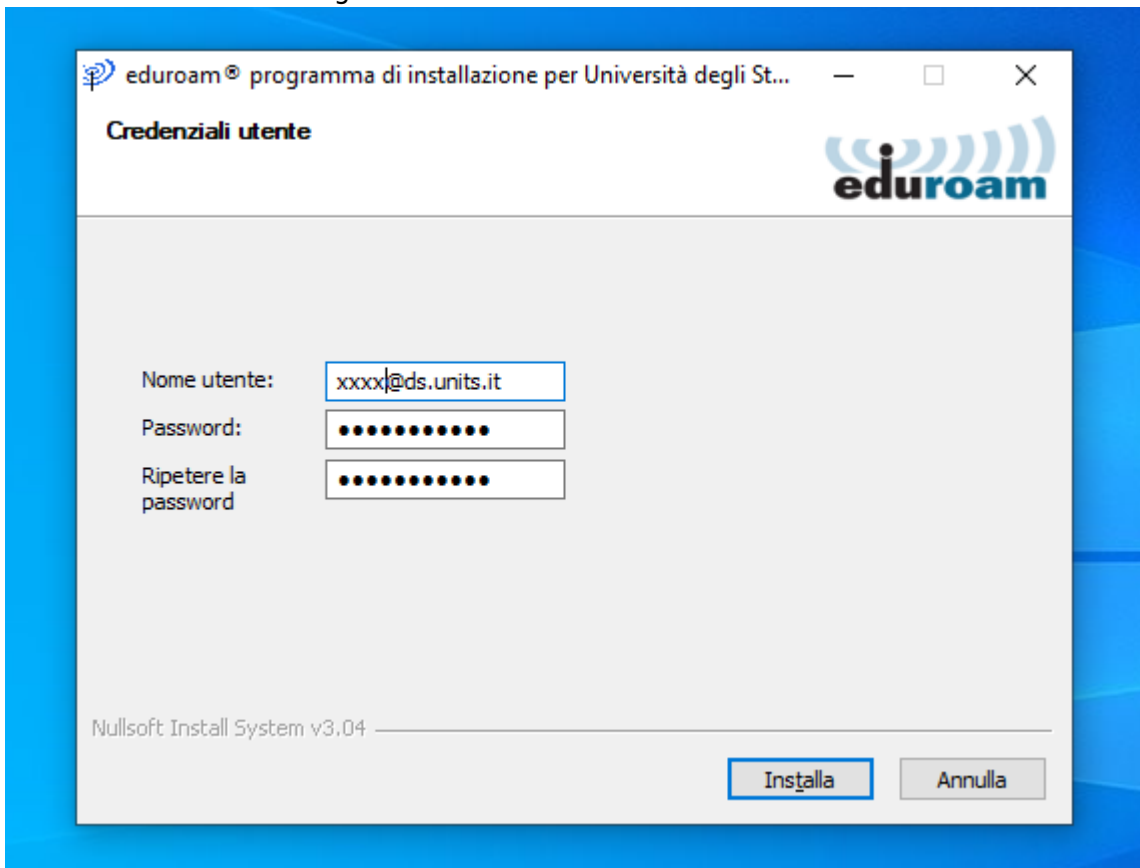 eduroam® programma di installazione per Università degli St...
Credenziali utente
eduroam
Nome utente:
xxxx@ds.units.it
Password:
●●●●●●●●●●●
Ripetere la
password
●●●●●●●●●●●
Nullsoft Install System v3.04
Installa
Annulla